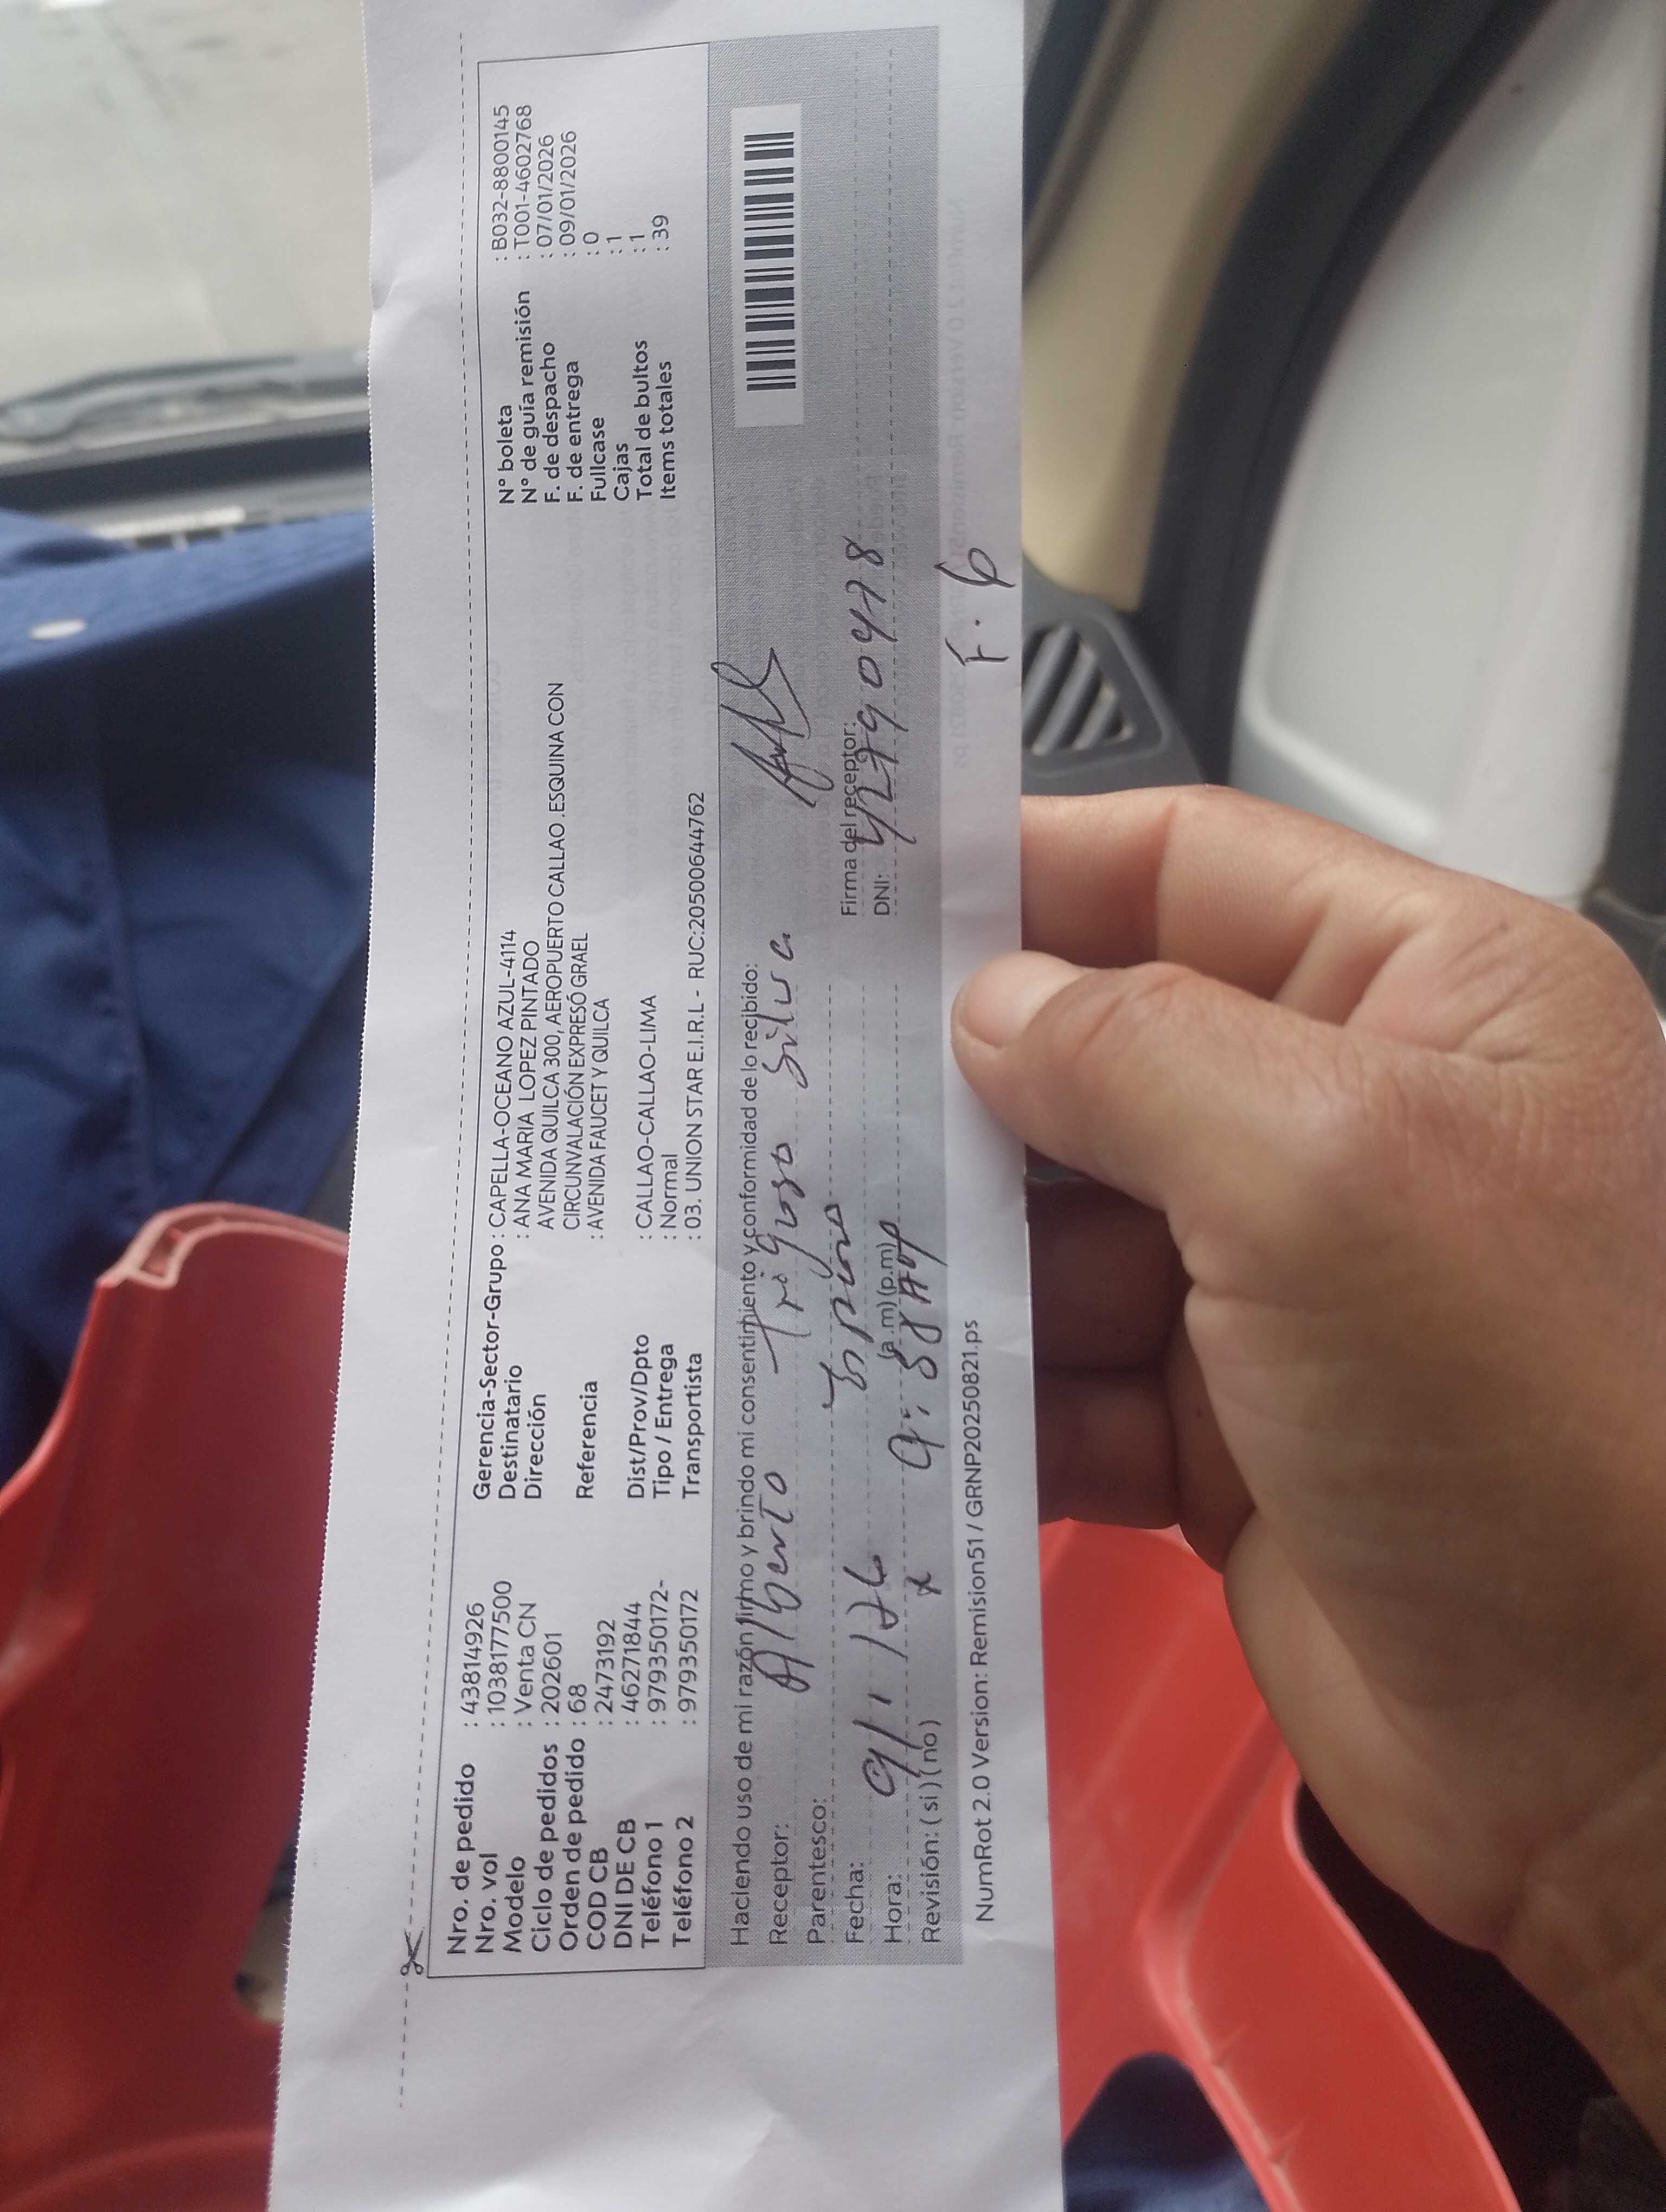 Nro. de pedido : 43814926
Nro. vol : 1038177500
Modelo : Venta CN
Ciclo de pedidos : 202601
Orden de pedido : 68
COD CB : 2473192
DNI DE CB : 46271844
Teléfono 1 : 979350172-
Teléfono 2 : 979350172
Gerencia-Sector-Grupo : CAPELLA-OCEANO AZUL-4114
Destinatario : ANA MARIA LOPEZ PINTADO
Dirección AVENIDA QUILCA 300, AEROPUERTO CALLAO . ESQUINA CON
CIRCUNVALACIÓN EXPRESÓ GRAEL
Referencia : AVENIDA FAUCET Y QUILCA
Dist/Prov/Dpto : CALLAO-CALLAO-LIMA
Tipo / Entrega : Normal
Transportista : 03. UNION STAR E.I.R.L - RUC:20500644762
N° boleta : B032-8800145
N° de guía remisión : T001-4602768
F. de despacho : 07/01/2026
F. de entrega : 09/01/2026
Fullcase : 0
Cajas : 1
Total de bultos : 1
Items totales : 39
Haciendo uso de mi razón firmo y brindo mi consentimiento y conformidad de lo recibido:
Receptor: Alberto Trigoso Silva
Parentesco:
Fecha: 9/1/26
Hora: (a.m) (p.m)
Revisión: ( si ) ( no )
Firma del receptor:
DNI: 42790478
F. 6
NumRot 2.0 Version: Remision51 / GRNP20250821.ps